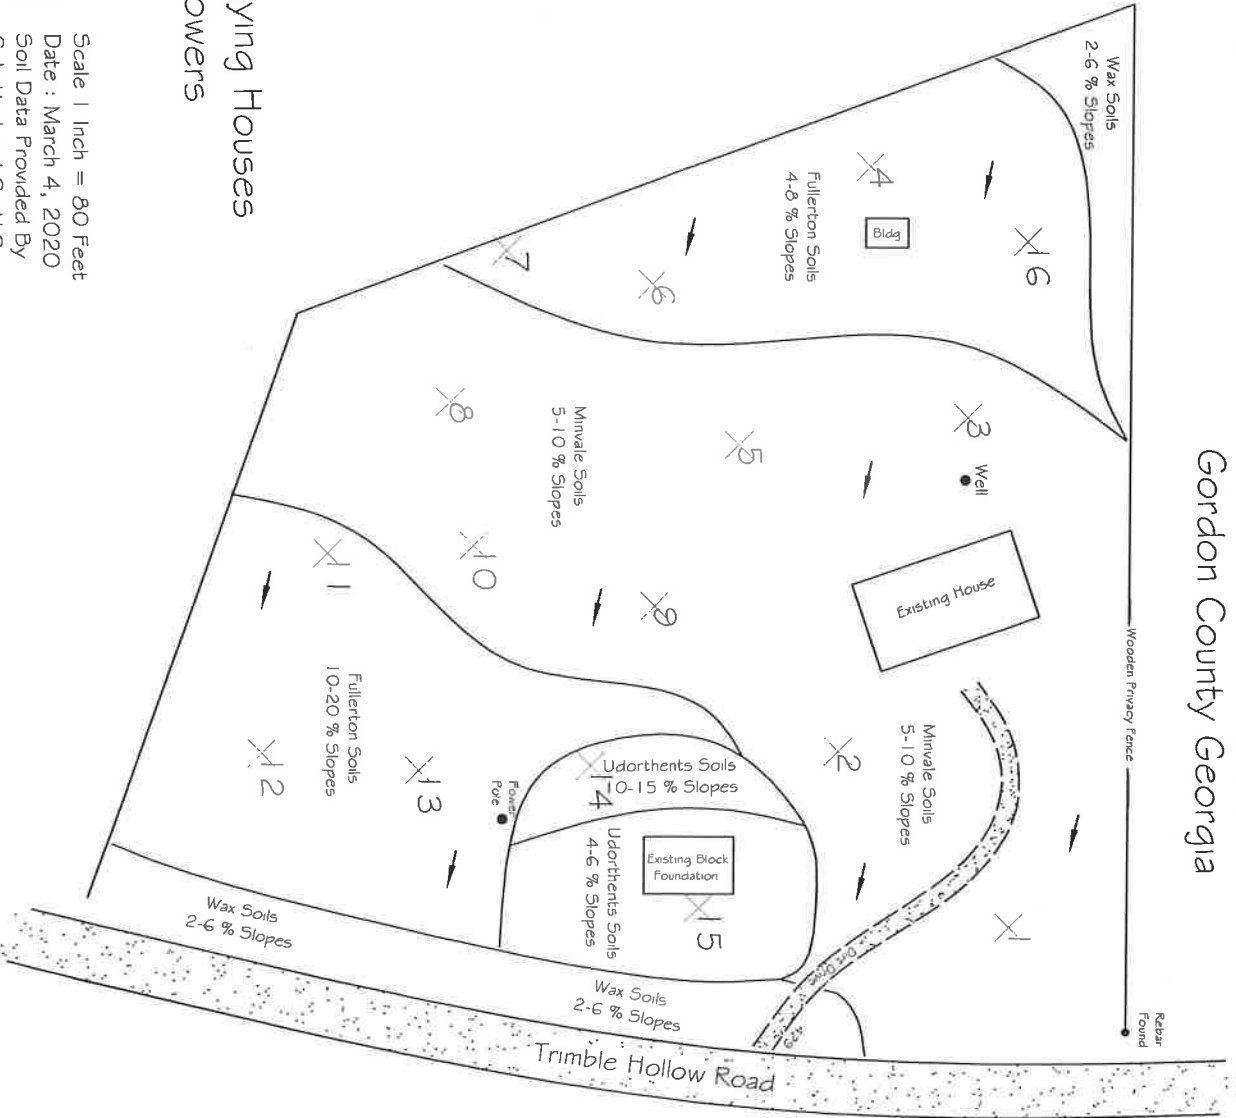 Gordon County Georgia
Wooden Privacy Fence
Rebar
Found
Wax Soils
2-6 % Slopes
16
4
Bldg
Fullerton Soils
4-8 % Slopes
6
7
3
Well
5
8
Minvale Soils
5-10 % Slopes
Existing House
9
10
11
Minvale Soils
5-10 % Slopes
2
1
Fullerton Soils
10-20 % Slopes
12
13
Power
Pole
Udorthents Soils
10-15 % Slopes
14
Udorthents Soils
4-6 % Slopes
Existing Block
Foundation
15
Dirt Drive
429
Wax Soils
2-6 % Slopes
Wax Soils
2-6 % Slopes
Trimble Hollow Road
ying Houses
owers
Scale 1 Inch = 80 Feet
Date : March 4, 2020
Soil Data Provided By